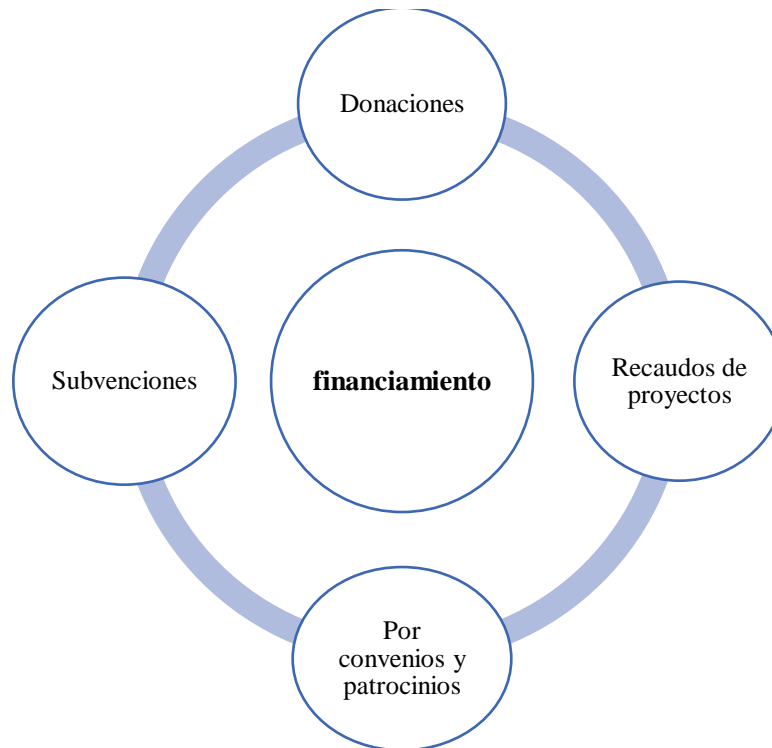 Donaciones
Subvenciones
financiamiento
Recaudos de
proyectos
Por
convenios y
patrocinios